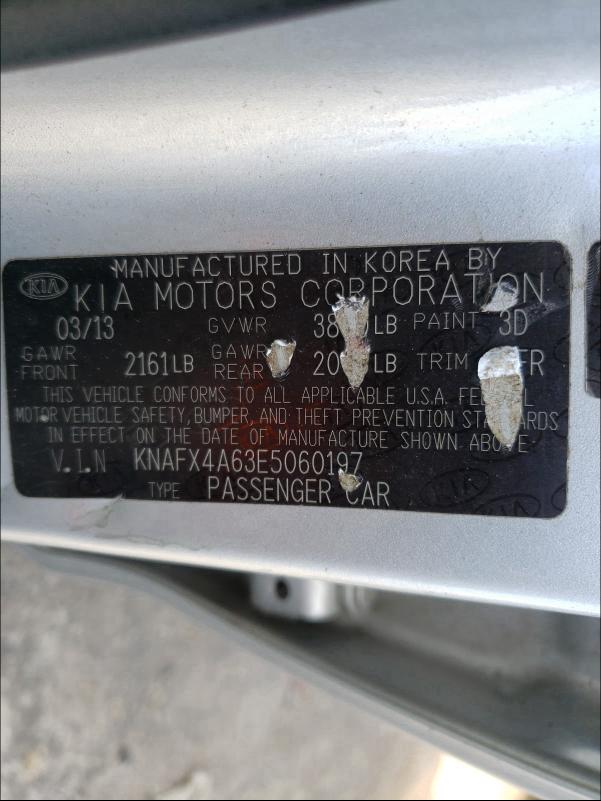 MANUFACTURED IN KOREA BY
KIA KIA MOTORS CORPORATION
03/13 GVWR LB PAINT 3D
GAWR FRONT 2161LB GAWR REAR LB TRIM
THIS VEHICLE CONFORMS TO ALL APPLICABLE U.S.A.
MOTOR VEHICLE SAFETY, BUMPER, AND THEFT PREVENTION
IN EFFECT ON THE DATE OF MANUFACTURE SHOWN ABOVE
V.I.N KNAFX4A63E5060197
TYPE PASSENGER CAR